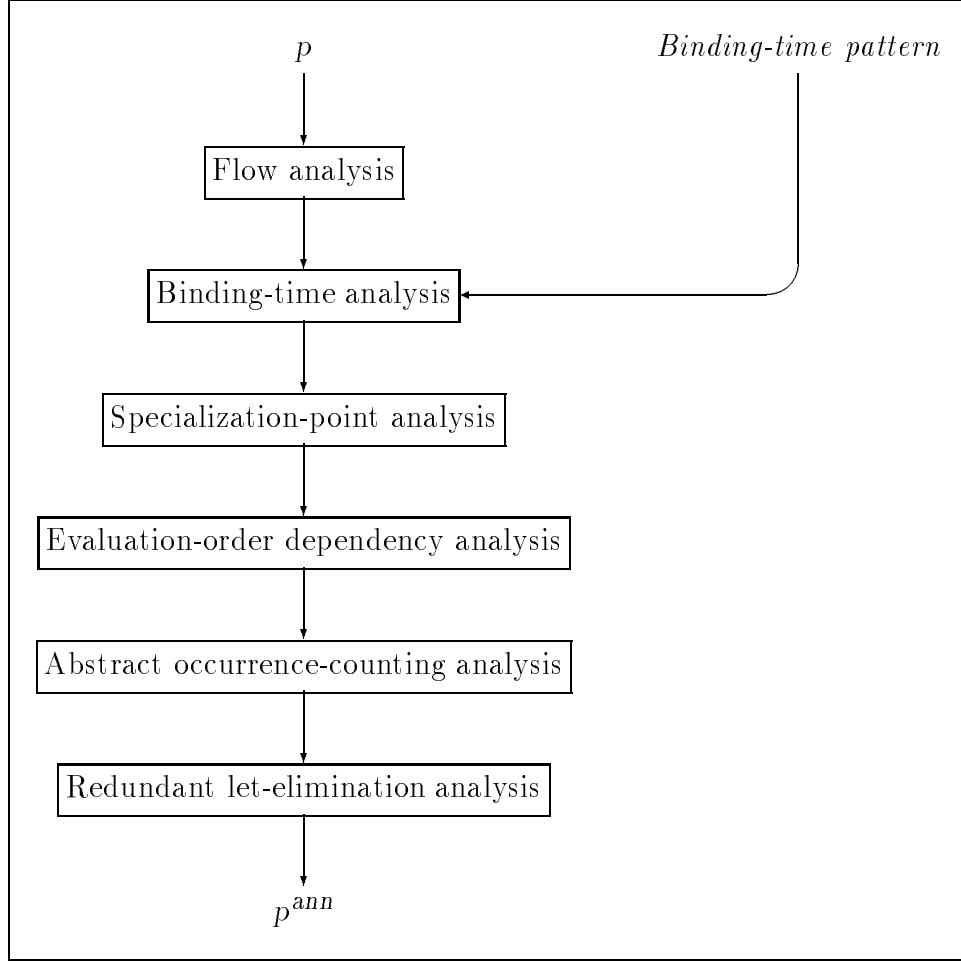 p
Binding-time pattern
Flow analysis
Binding-time analysis
Specialization-point analysis
Evaluation-order dependency analysis
Abstract occurrence-counting analysis
Redundant let-elimination analysis
p^ann